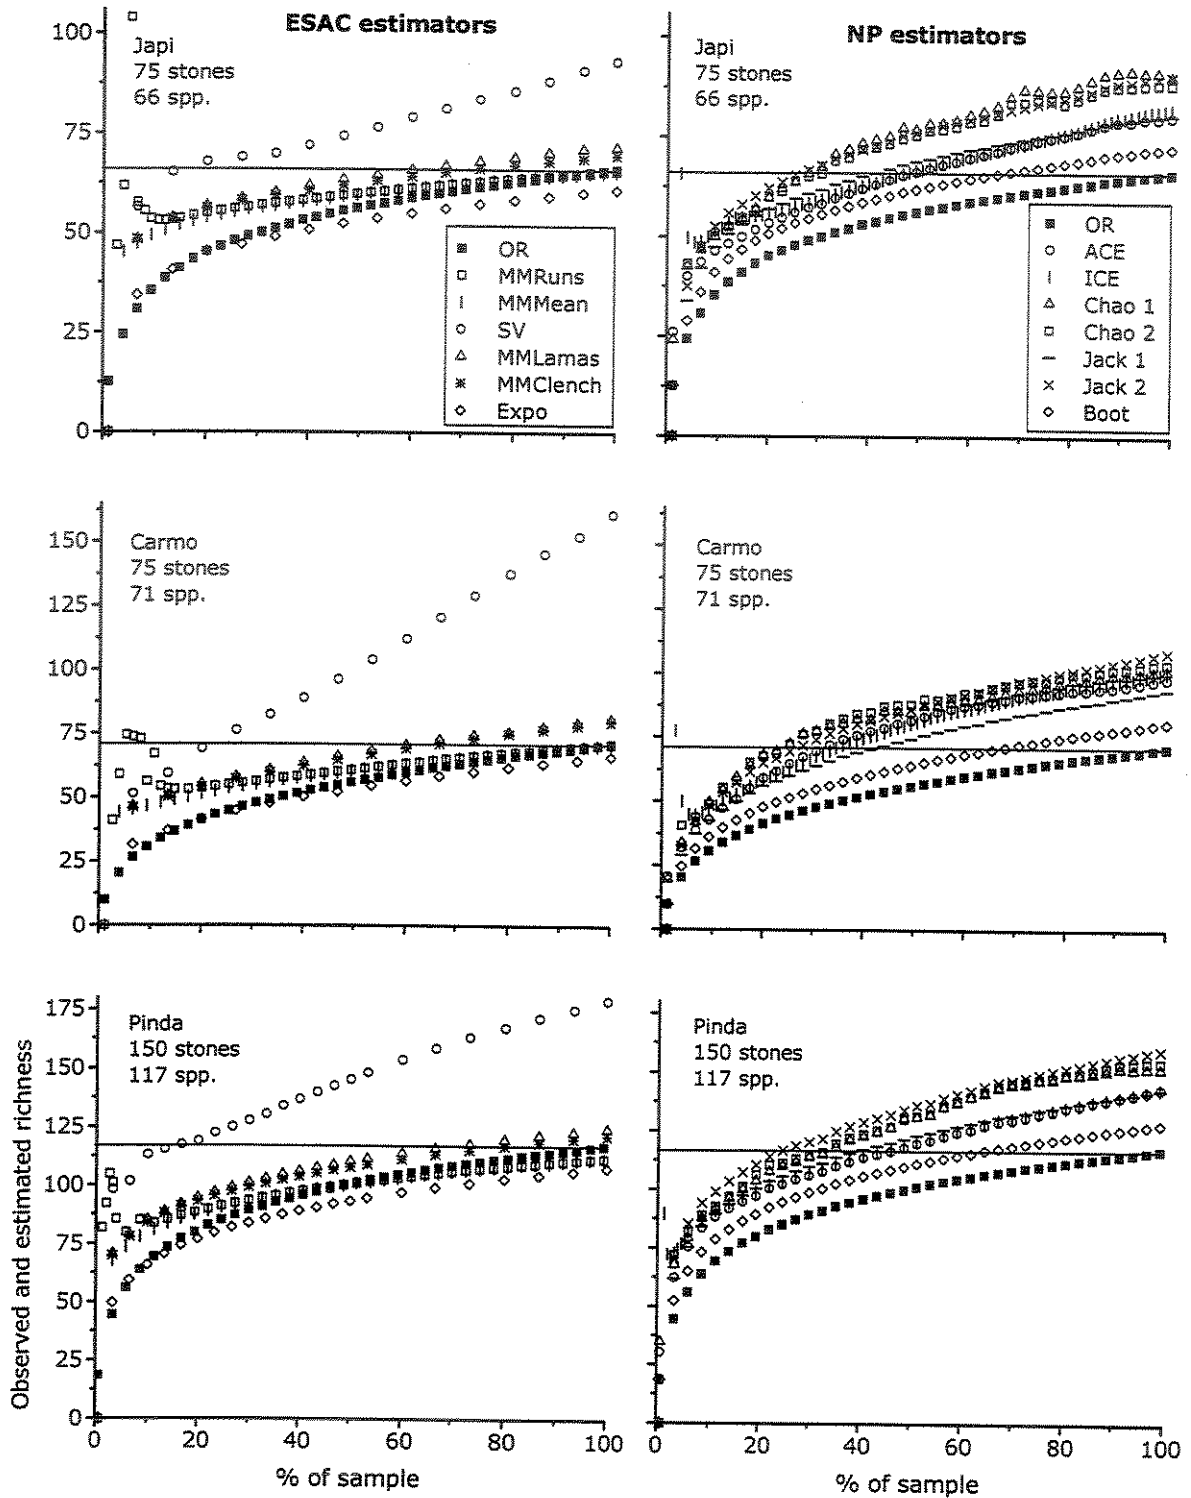 ESAC estimators
Japi
75 stones
66 spp.
100
75
50
25
0
OR
MMRuns
MMMean
SV
MMLamas
MMClench
Expo
NP estimators
Japi
75 stones
66 spp.
OR
ACE
ICE
Chao 1
Chao 2
Jack 1
Jack 2
Boot
Carmo
75 stones
71 spp.
150
125
100
75
50
25
0
Carmo
75 stones
71 spp.
Observed and estimated richness
Pinda
150 stones
117 spp.
175
150
125
100
75
50
25
0
0 20 40 60 80 100
% of sample
Pinda
150 stones
117 spp.
0 20 40 60 80 100
% of sample